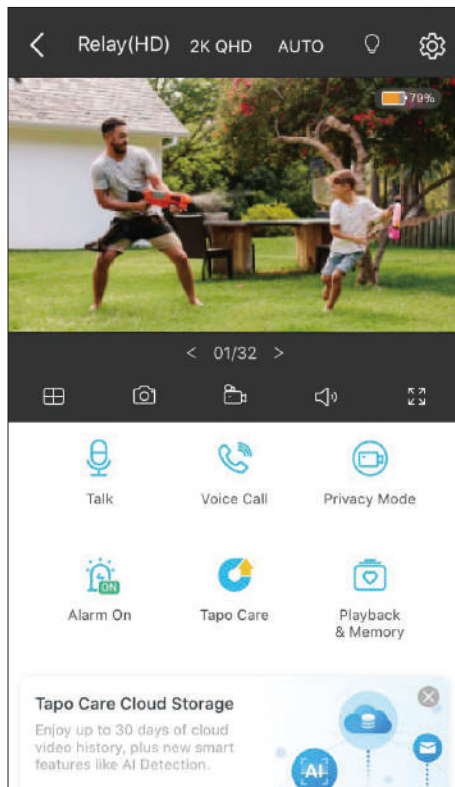 Relay(HD) 2K QHD AUTO
79%
< 01/32 >
Talk Voice Call Privacy Mode
ON
Alarm On Tapo Care Playback
& Memory
Tapo Care Cloud Storage
Enjoy up to 30 days of cloud
video history, plus new smart
features like AI Detection.
AI